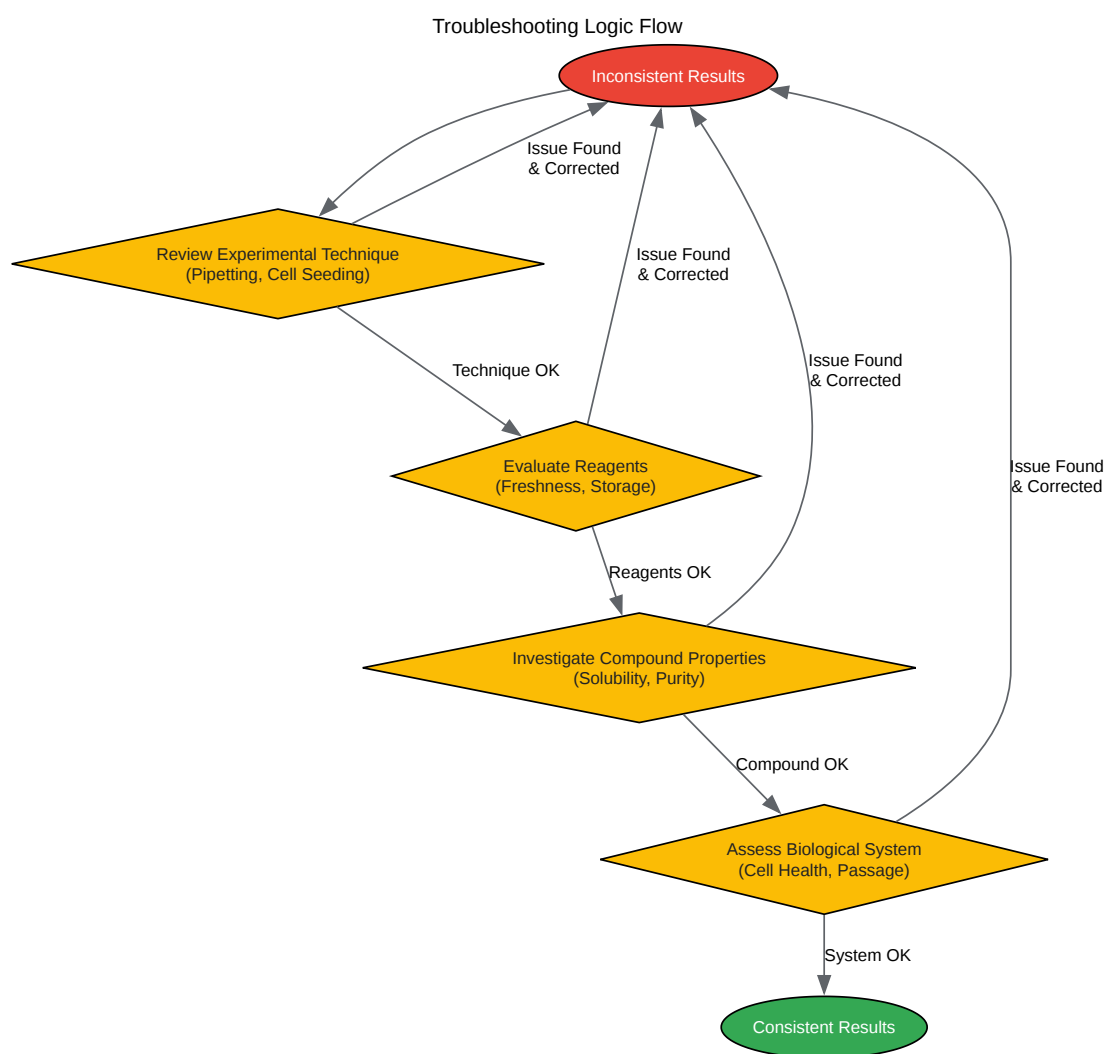 Troubleshooting Logic Flow
Inconsistent Results
Issue Found
& Corrected
Review Experimental Technique
(Pipetting, Cell Seeding)
Issue Found
& Corrected
Technique OK
Issue Found
& Corrected
Evaluate Reagents
(Freshness, Storage)
Issue Found
& Corrected
Reagents OK
Investigate Compound Properties
(Solubility, Purity)
Compound OK
Assess Biological System
(Cell Health, Passage)
System OK
Consistent Results